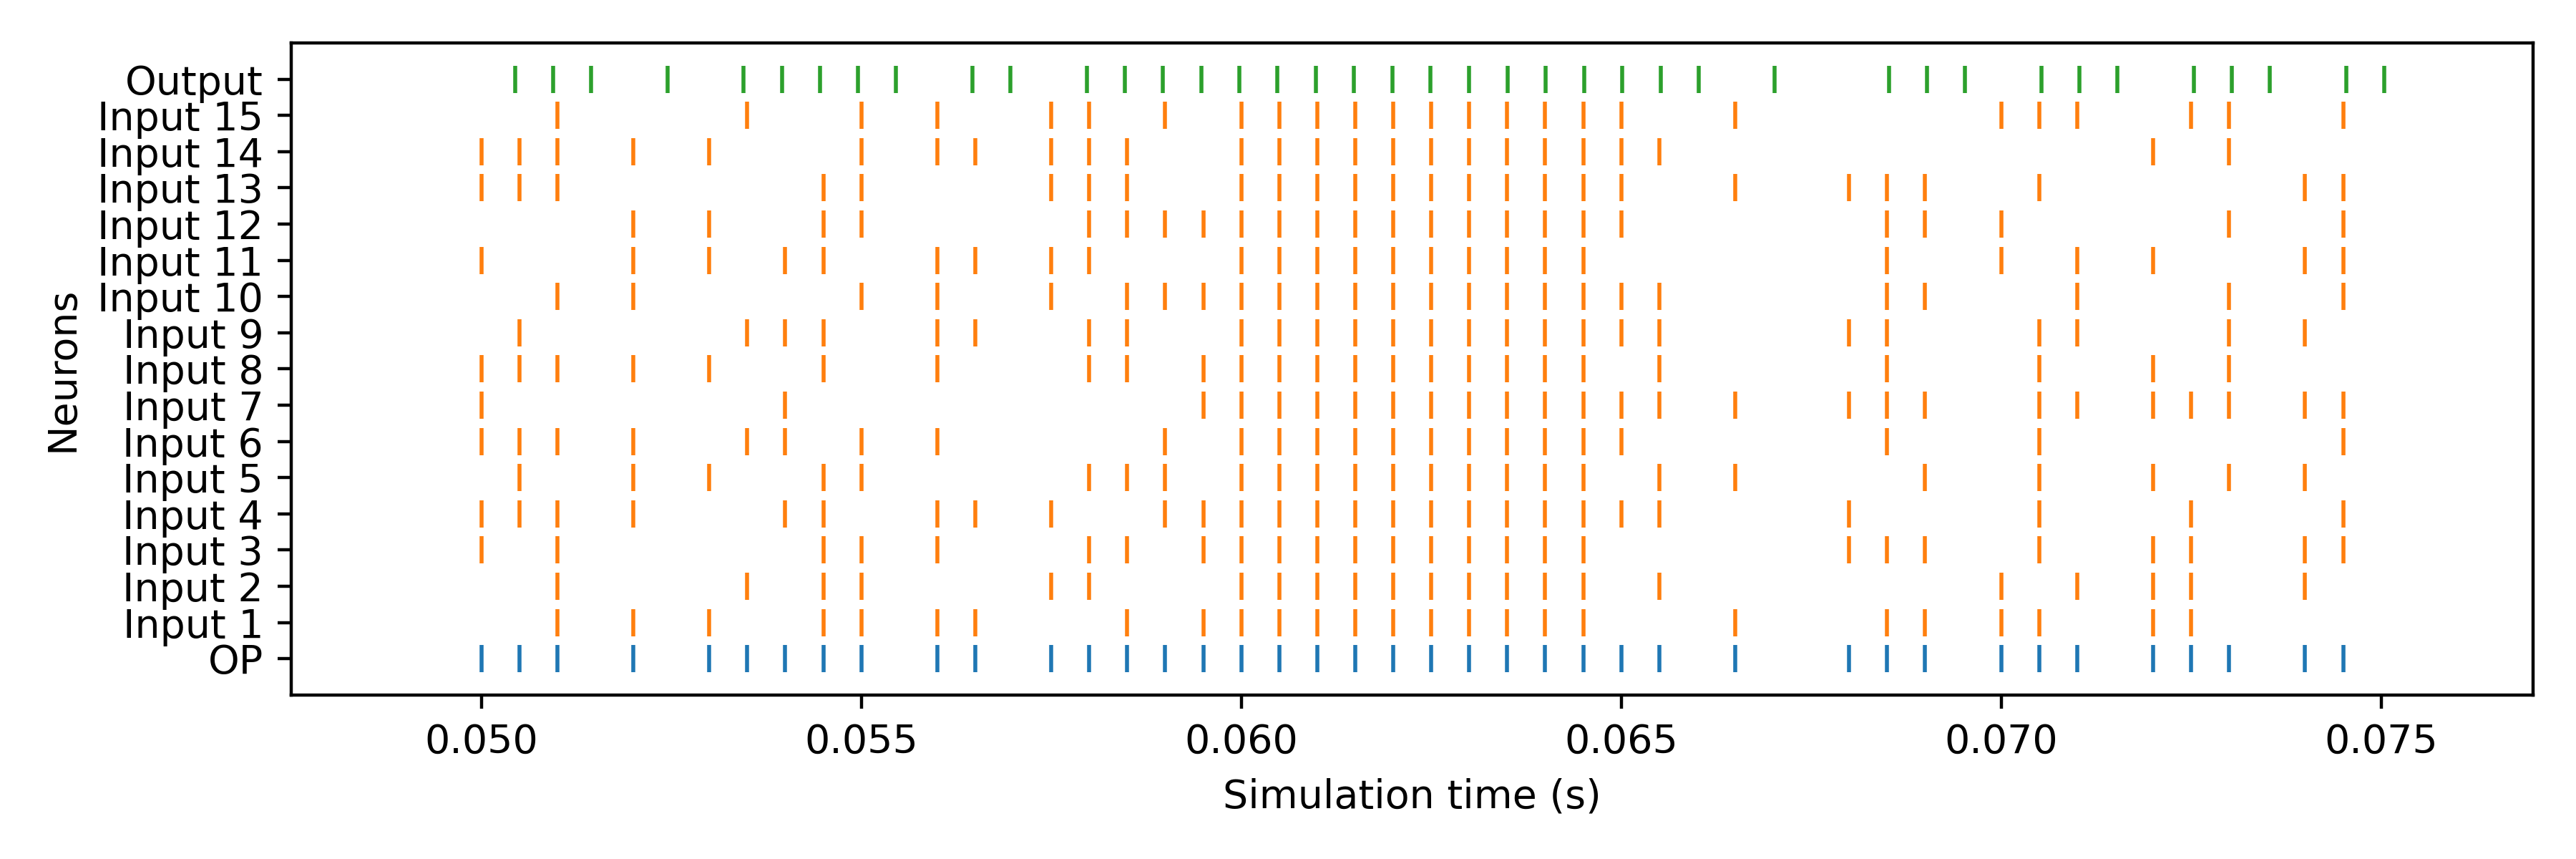 Output
Input 15
Input 14
Input 13
Input 12
Input 11
Input 10
Input 9
Input 8
Input 7
Input 6
Input 5
Input 4
Input 3
Input 2
Input 1
OP
Neurons
0.050 0.055 0.060 0.065 0.070 0.075
Simulation time (s)